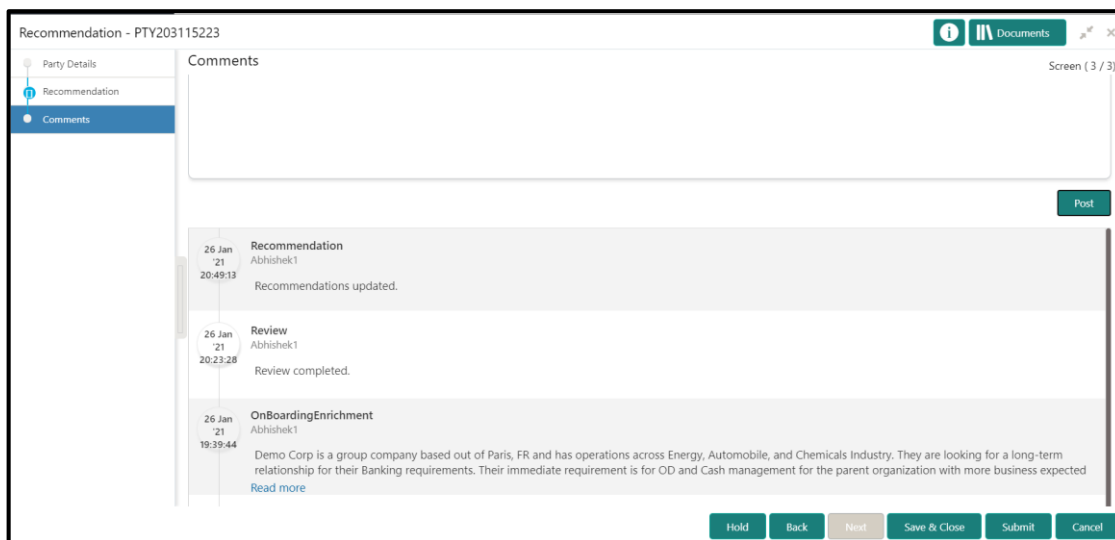 Recommendation - PTY203115223
Documents
Party Details
Recommendation
Comments
Comments
Screen ( 3 / 3)
Post
26 Jan
'21
20:49:13
Recommendation
Abhishek1
Recommendations updated.
26 Jan
'21
20:23:28
Review
Abhishek1
Review completed.
26 Jan
'21
19:39:44
OnBoardingEnrichment
Abhishek1
Demo Corp is a group company based out of Paris, FR and has operations across Energy, Automobile, and Chemicals Industry. They are looking for a long-term
relationship for their Banking requirements. Their immediate requirement is for OD and Cash management for the parent organization with more business expected
Read more
Hold
Back
Next
Save & Close
Submit
Cancel